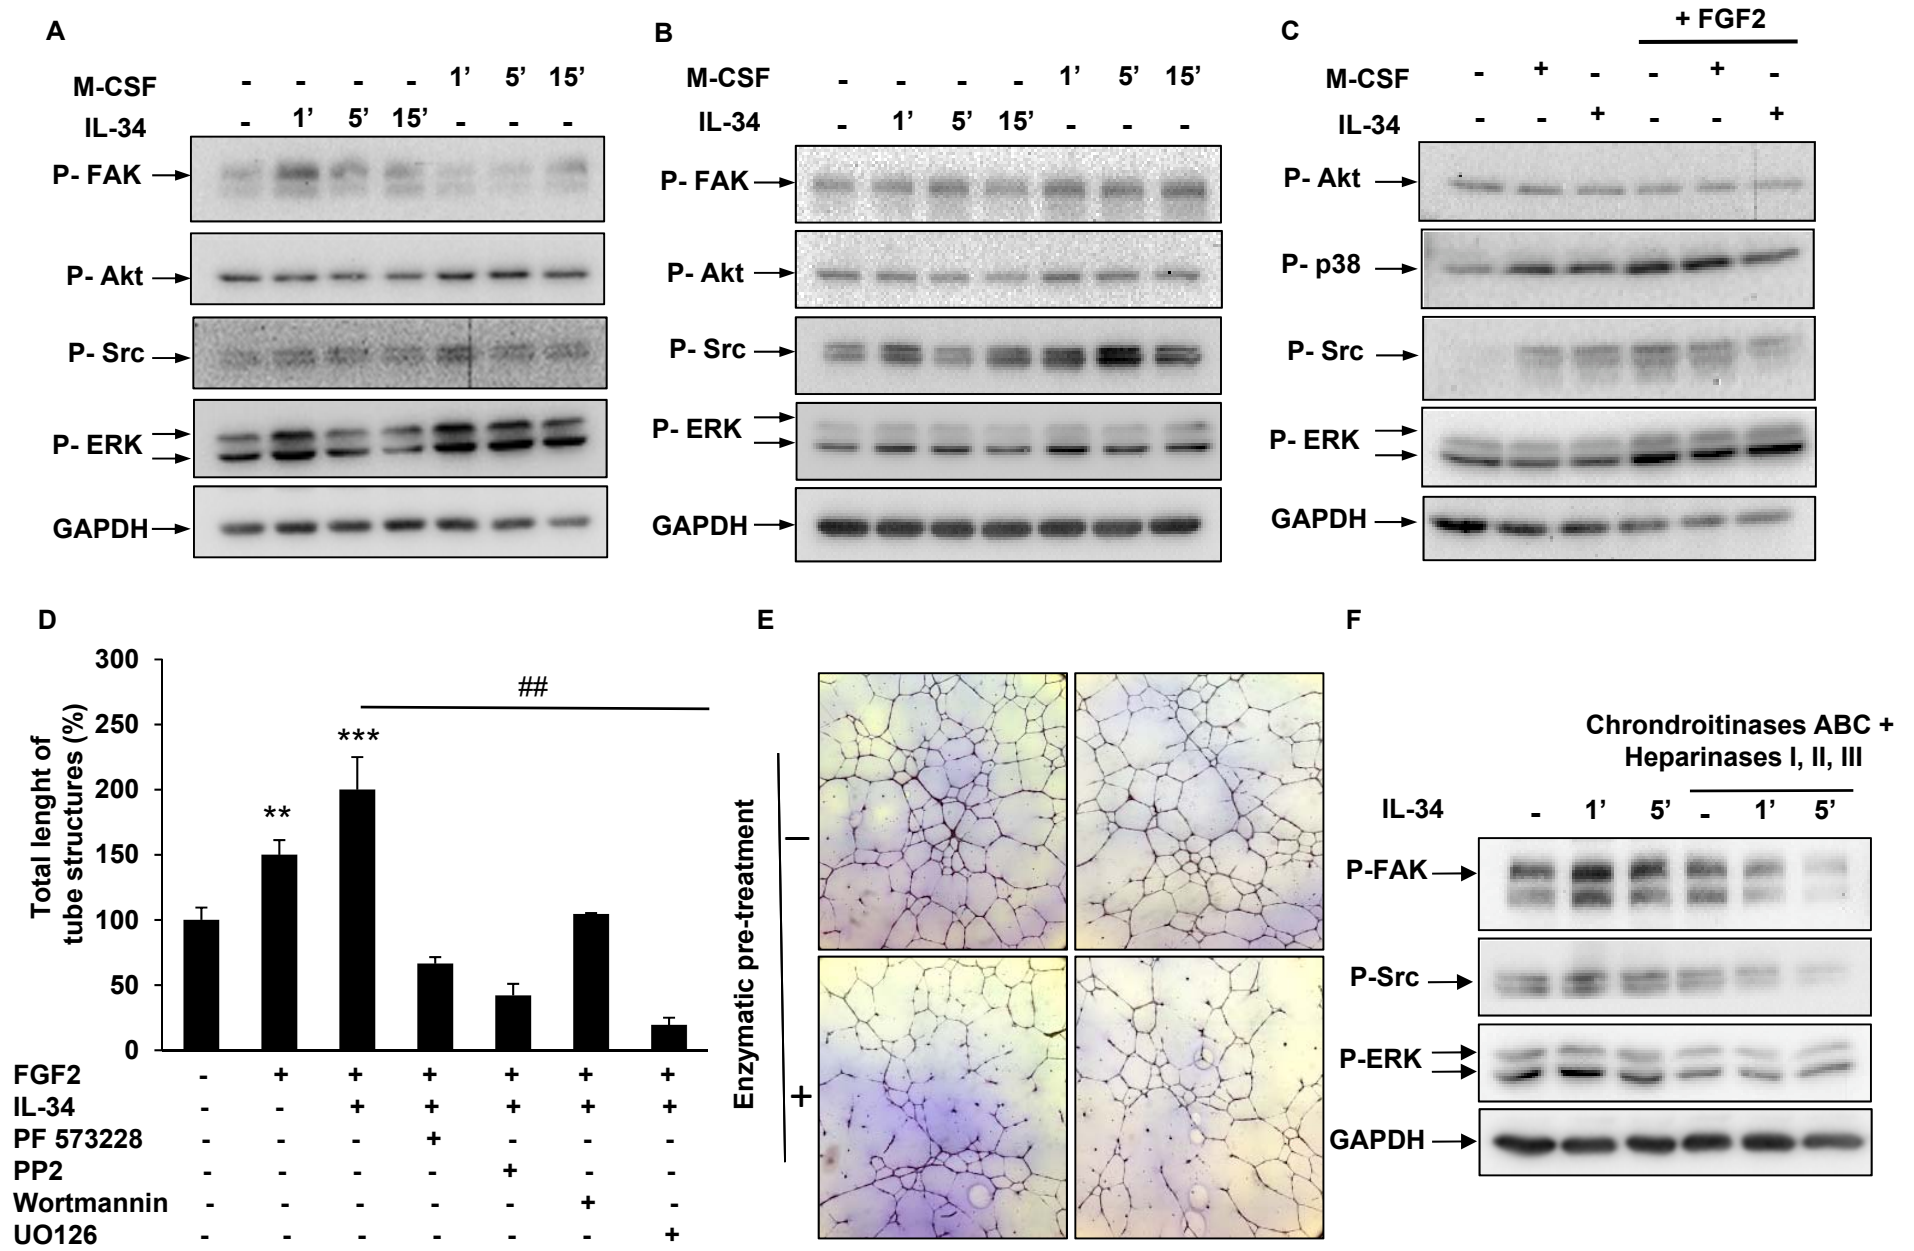 A
M-CSF - - - - 1’ 5’ 15’
IL-34 - 1’ 5’ 15’ - - -
P- FAK
P- Akt
P- Src
P- ERK
GAPDH
B
M-CSF - - - - 1’ 5’ 15’
IL-34 - 1’ 5’ 15’ - - -
P- FAK
P- Akt
P- Src
P- ERK
GAPDH
C
+ FGF2
M-CSF - + - - + -
IL-34 - - + - - +
P- Akt
P- p38
P- Src
P- ERK
GAPDH
D
Total lenght of
tube structures (%)
300
250
200
150
100
50
0
**
***
##
FGF2 - + + + + + +
IL-34 - - + + + + +
PF 573228 - - - + - - -
PP2 - - - - + - -
Wortmannin - - - - - + -
UO126 - - - - - - +
E
Enzymatic pre-treatment
−
+
F
Chrondroitinases ABC +
Heparinases I, II, III
IL-34 - 1’ 5’ - 1’ 5’
P-FAK
P-Src
P-ERK
GAPDH